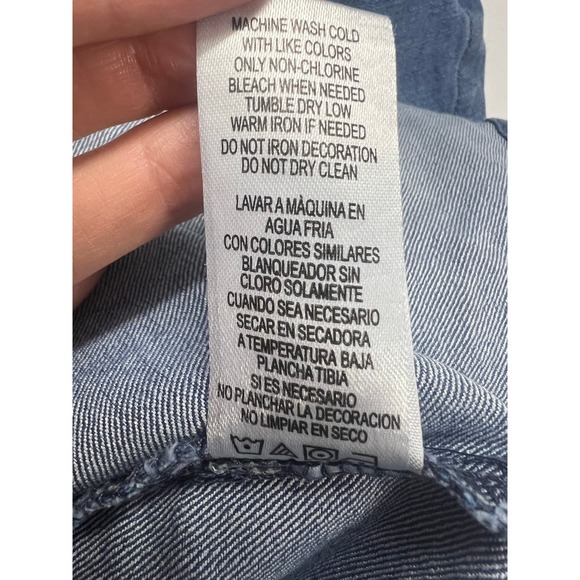 MACHINE WASH COLD
WITH LIKE COLORS
ONLY NON-CHLORINE
BLEACH WHEN NEEDED
TUMBLE DRY LOW
WARM IRON IF NEEDED
DO NOT IRON DECORATION
DO NOT DRY CLEAN
LAVAR A MÀQUINA EN
AGUA FRIA
CON COLORES SIMILARES
BLANQUEADOR SIN
CLORO SOLAMENTE
CUANDO SEA NECESARIO
SECAR EN SECADORA
A TEMPERATURA BAJA
PLANCHA TIBIA
SI ES NECESARIO
NO PLANCHAR LA DECORACION
NO LIMPIAR EN SECO